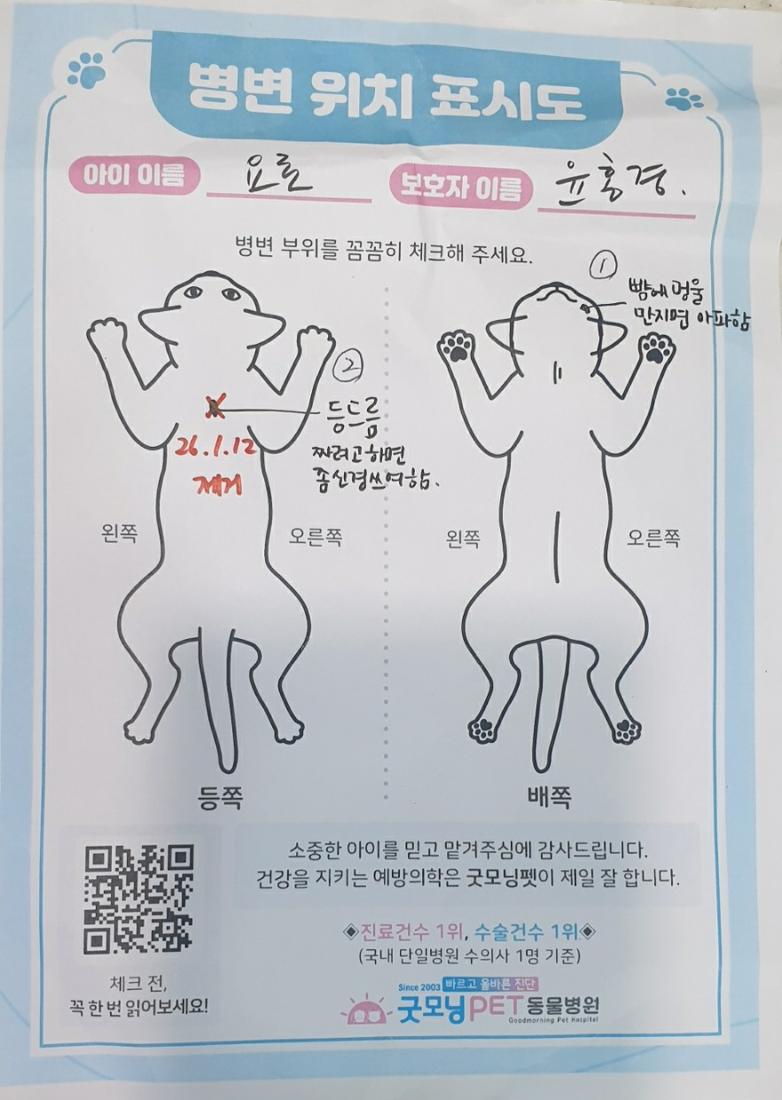 병변 위치 표시도
아이 이름 요로 보호자 이름 윤홍경.
병변 부위를 꼼꼼히 체크해 주세요.
①
뺨에 멍울
만지면 아파함
②
등드름
짜려고하면
좀신경쓰여함.
X
26.1.12
제거
왼쪽 오른쪽 왼쪽 오른쪽
등쪽 배쪽
소중한 아이를 믿고 맡겨주심에 감사드립니다.
건강을 지키는 예방의학은 굿모닝펫이 제일 잘 합니다.
◈진료건수 1위, 수술건수 1위◈
(국내 단일병원 수의사 1명 기준)
체크 전,
꼭 한 번 읽어보세요!
Since 2003 바르고 올바른 진단
굿모닝PET동물병원
Goodmorning Pet Hospital